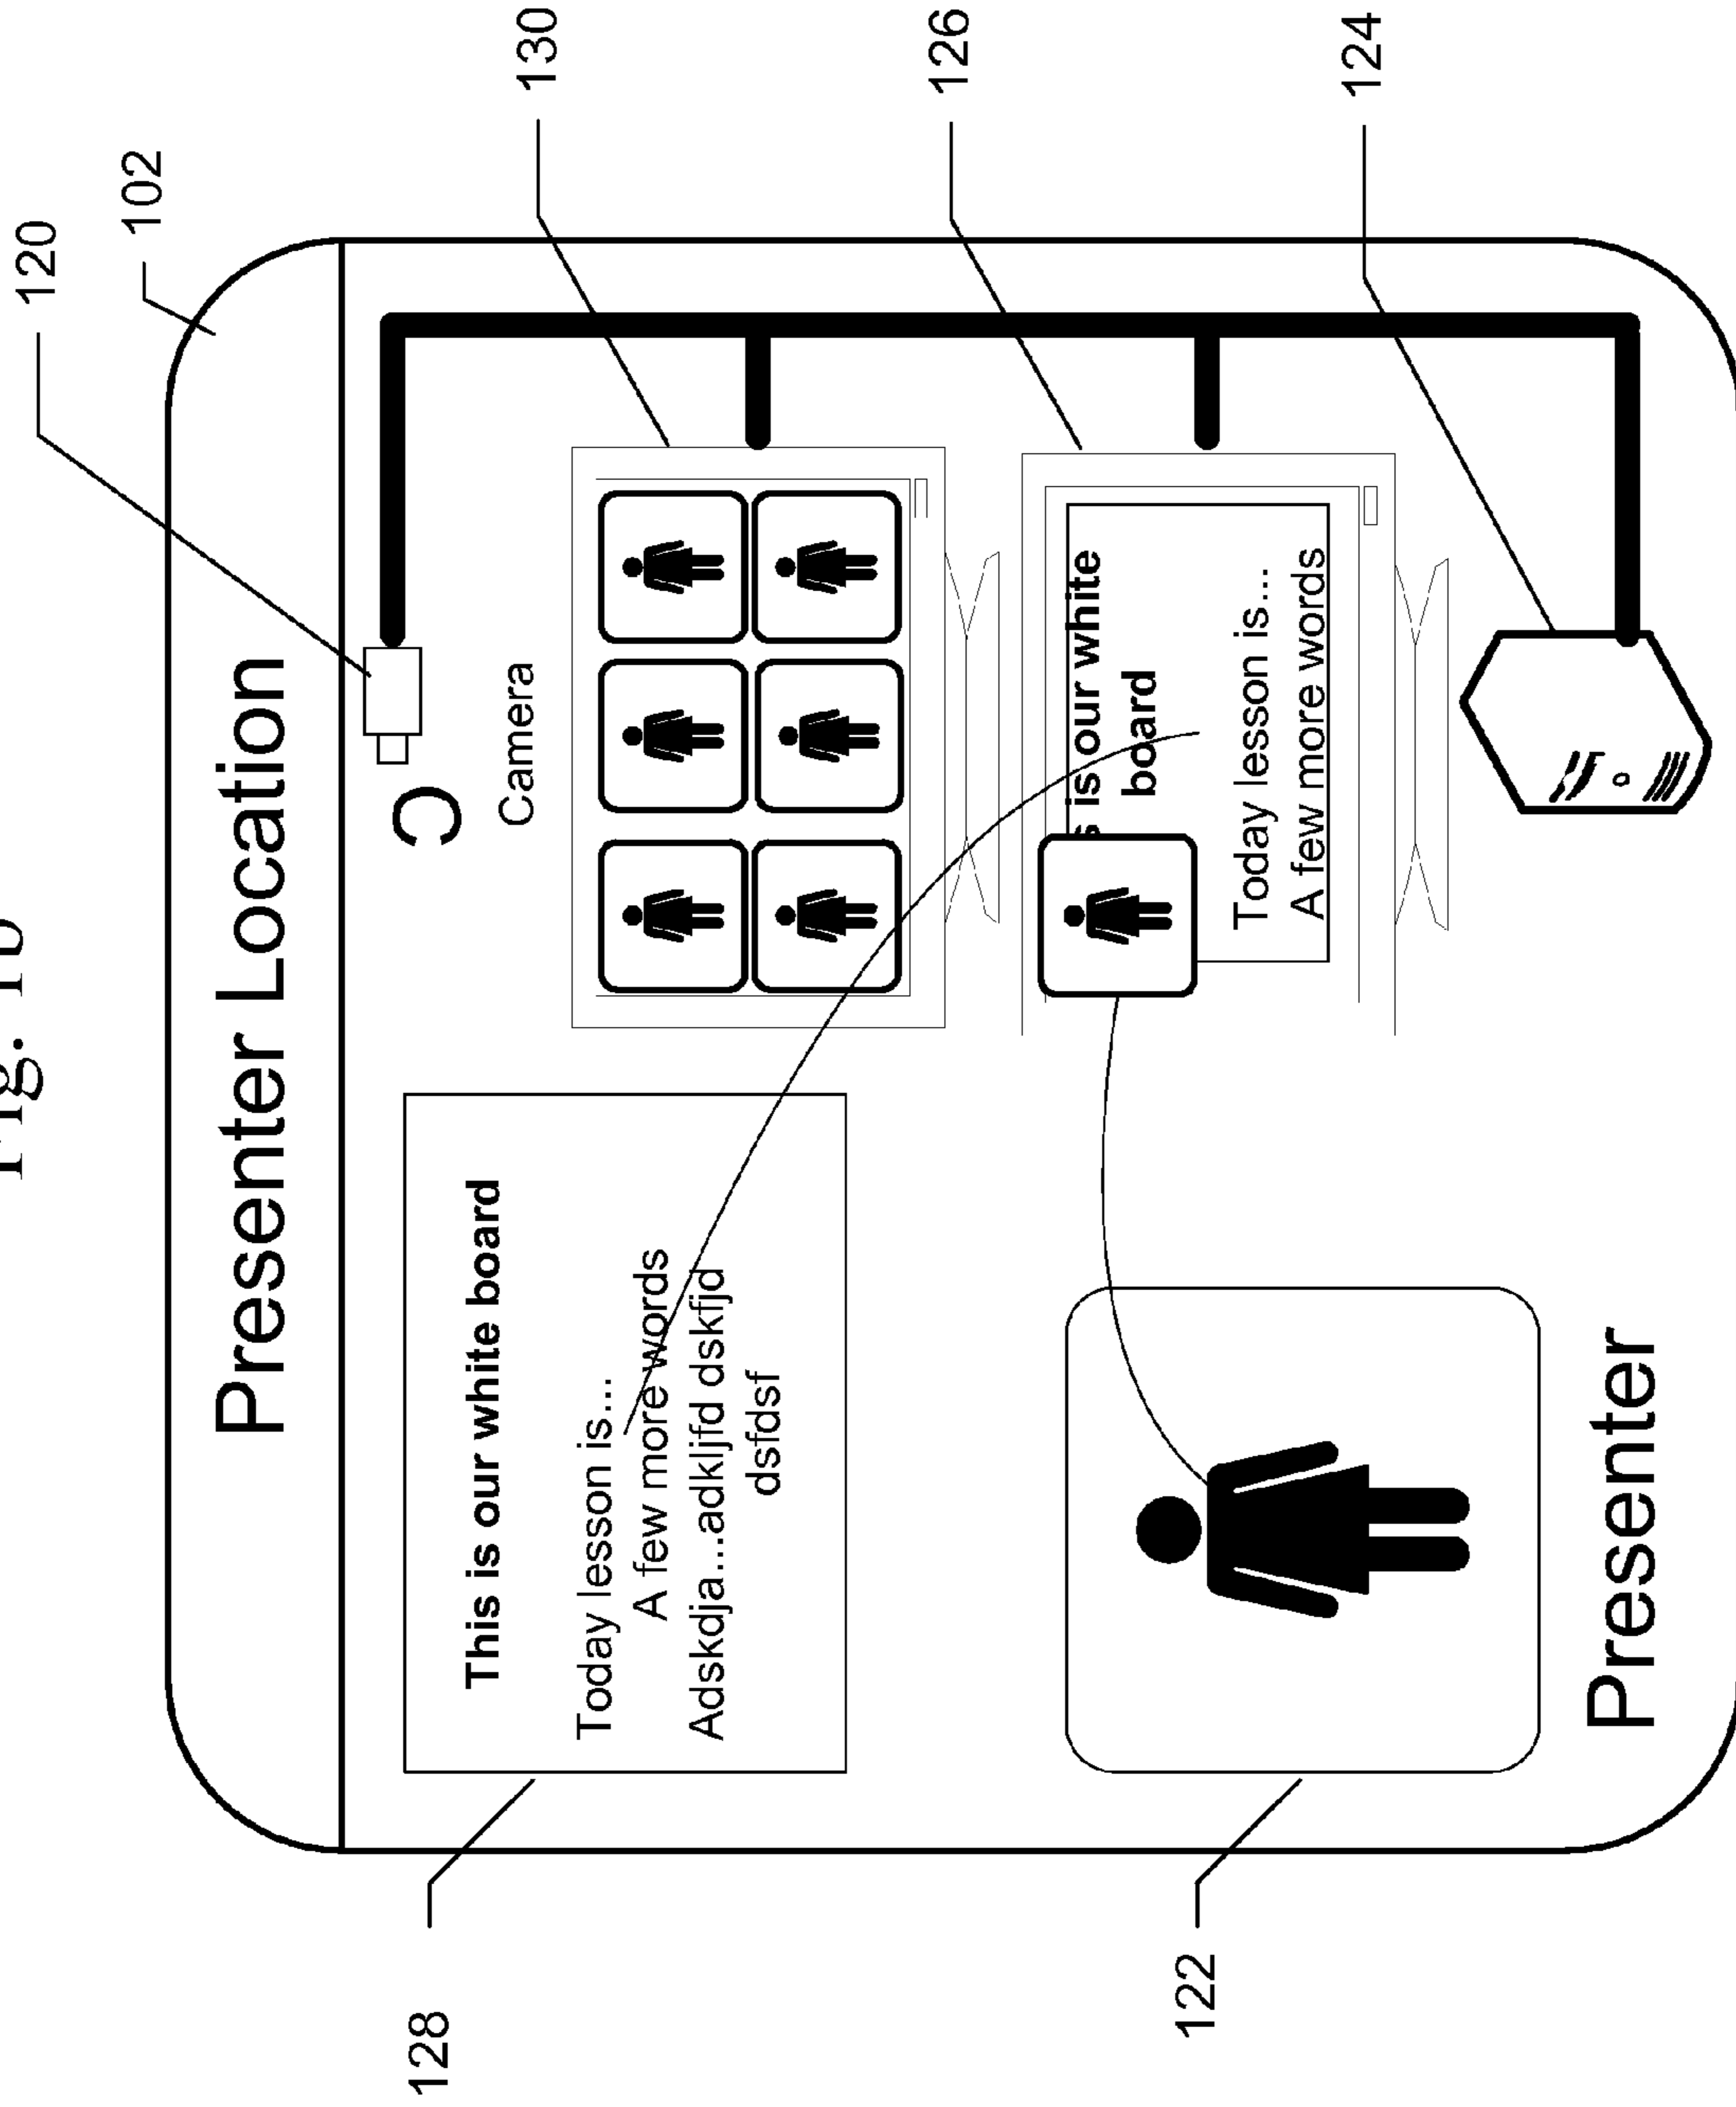 Fig. 1b
120
102
130
126
124
128
122
Presenter Location
C
Camera
This is our white board
Today lesson is...
A few more words
Adskdja...adkljfd dskfjd
dsfdsf
s is our white
board
Today lesson is...
A few more words
Presenter